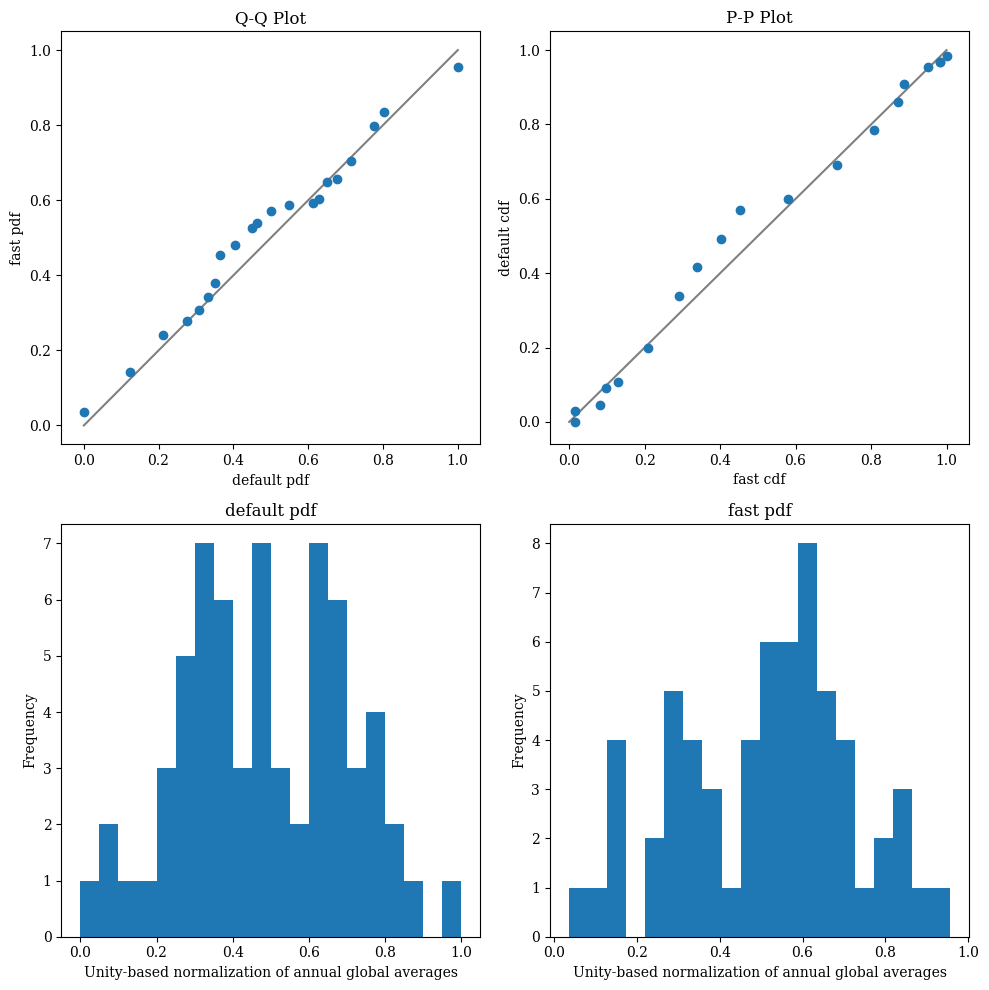 Q-Q Plot
1.0
0.8
0.6
0.4
0.2
0.0
fast pdf
0.0 0.2 0.4 0.6 0.8 1.0
default pdf
P-P Plot
1.0
0.8
0.6
0.4
0.2
0.0
default cdf
0.0 0.2 0.4 0.6 0.8 1.0
fast cdf
default pdf
7
6
5
4
3
2
1
0
Frequency
0.0 0.2 0.4 0.6 0.8 1.0
Unity-based normalization of annual global averages
fast pdf
8
7
6
5
4
3
2
1
0
Frequency
0.0 0.2 0.4 0.6 0.8 1.0
Unity-based normalization of annual global averages